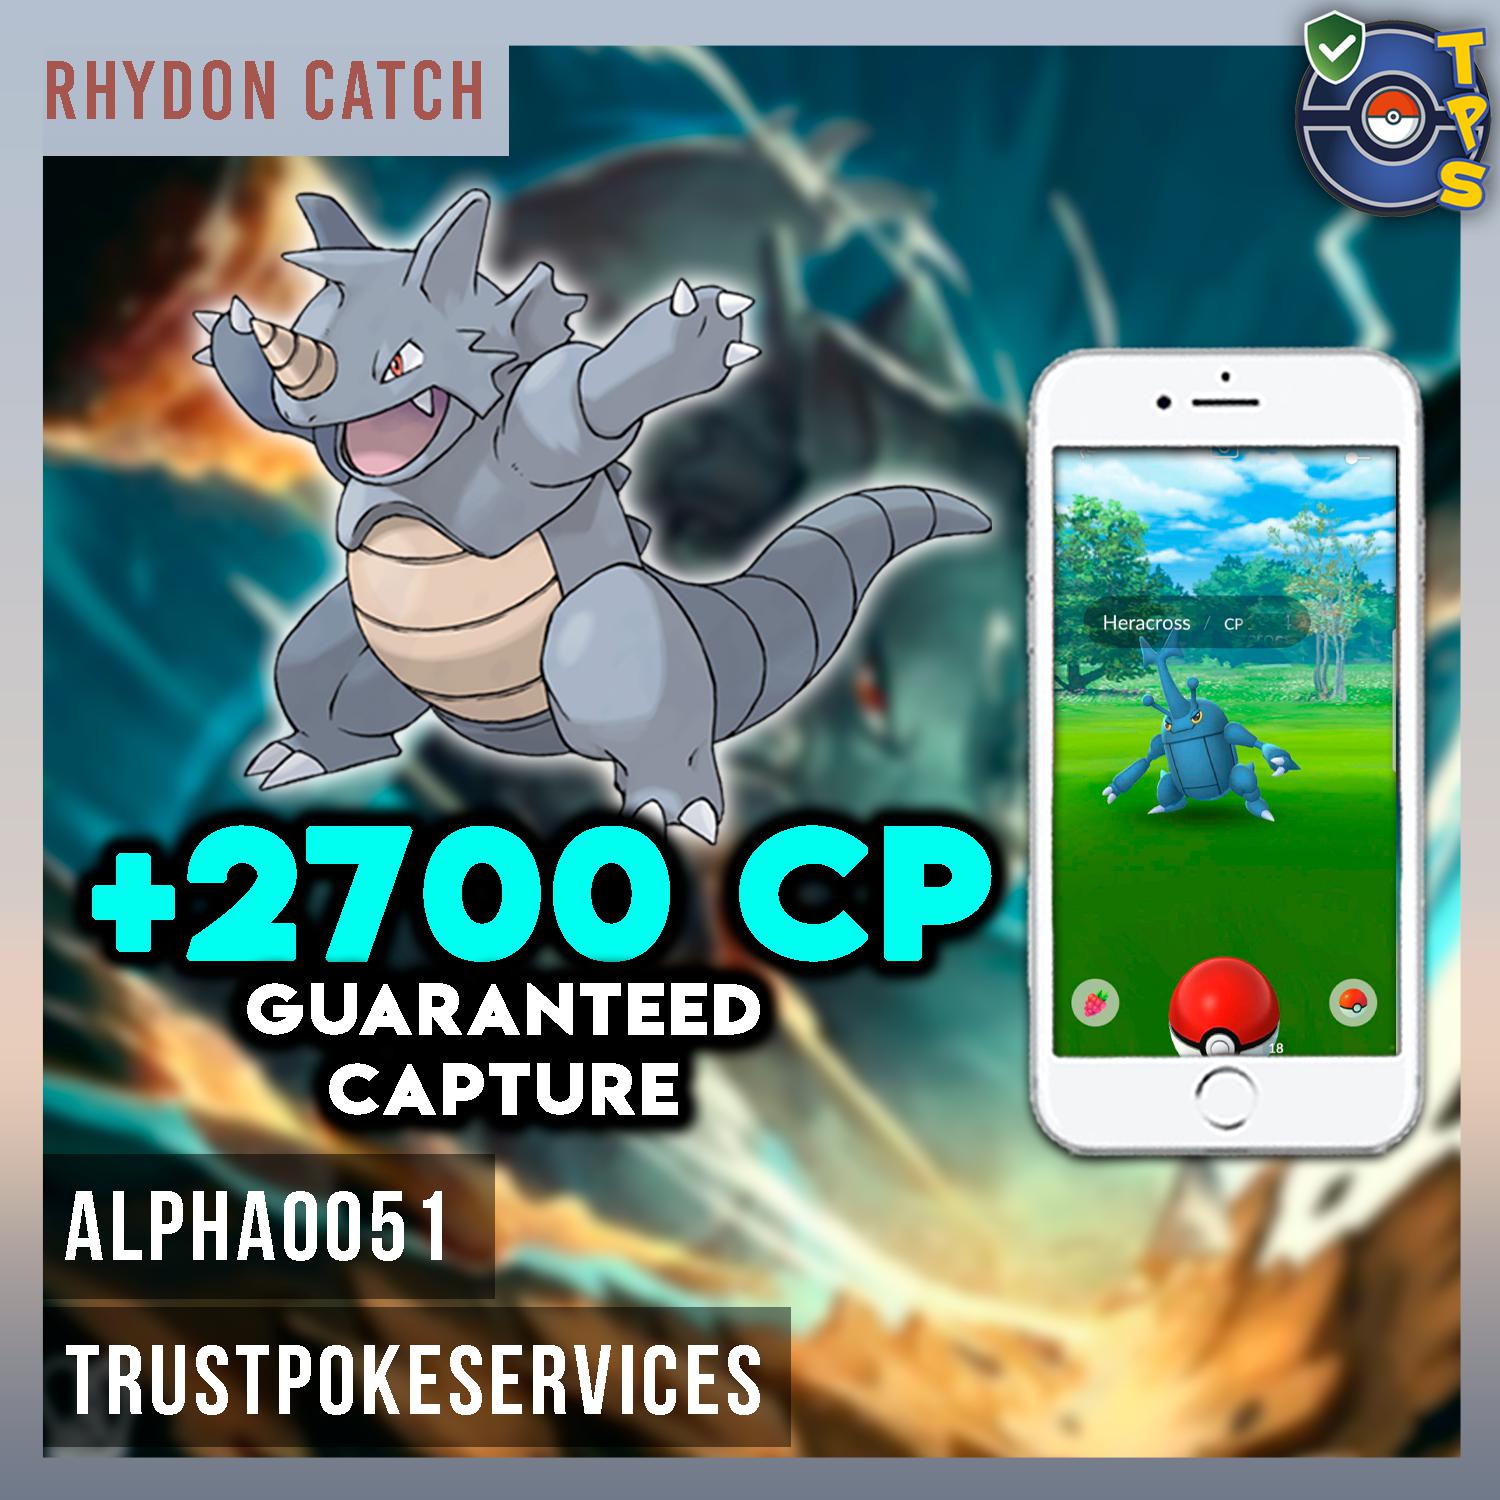 RHYDON CATCH
TPS
Heracross / CP
+2700 CP
GUARANTEED
CAPTURE
18
ALPHA0051
TRUSTPOKESERVICES